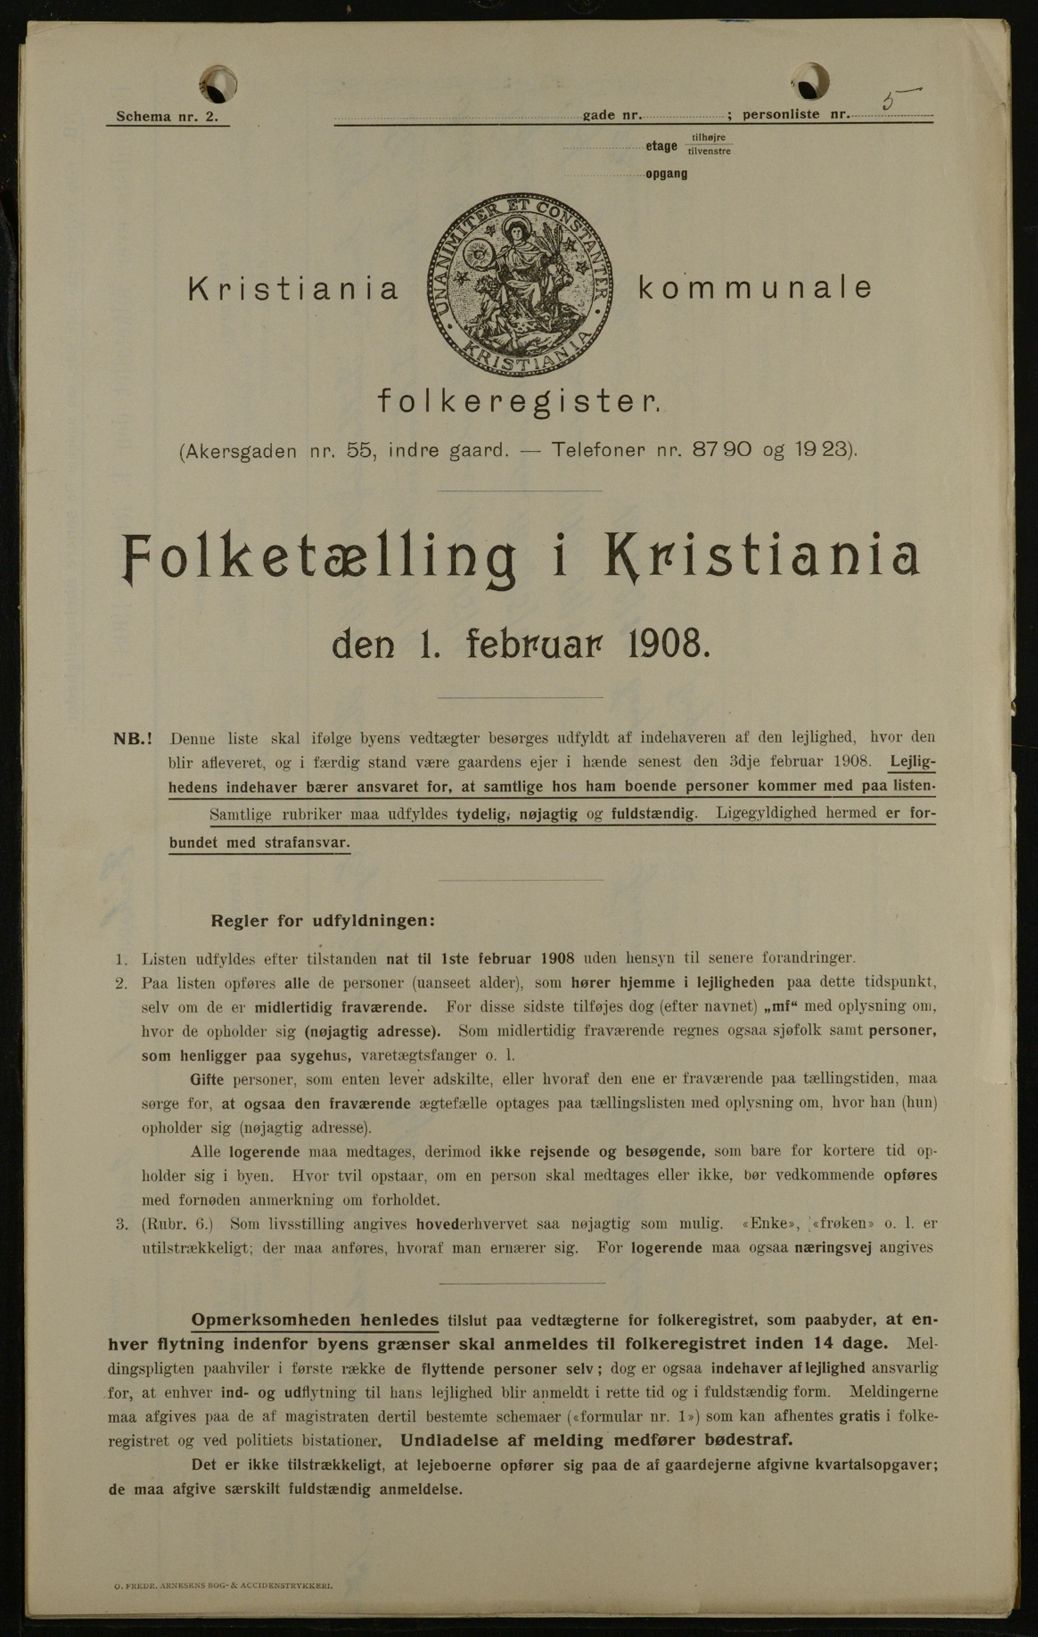 Schema nr. 2. gade nr. ; personliste nr. 5
etage tilhøjre
tilvenstre
opgang
UNANIMITER ET CONSTANTER
· KRISTIANIA ·
Kristiania kommunale
folkeregister.
(Akersgaden nr. 55, indre gaard. — Telefoner nr. 87 90 og 19 23).
Folketælling i Kristiania
den 1. februar 1908.
NB.! Denne liste skal ifølge byens vedtægter besørges udfyldt af indehaveren af den lejlighed, hvor den
blir afleveret, og i færdig stand være gaardens ejer i hænde senest den 3dje februar 1908. Lejlig-
hedens indehaver bærer ansvaret for, at samtlige hos ham boende personer kommer med paa listen.
Samtlige rubriker maa udfyldes tydelig, nøjagtig og fuldstændig. Ligegyldighed hermed er for-
bundet med strafansvar.
Regler for udfyldningen:
1. Listen udfyldes efter tilstanden nat til 1ste februar 1908 uden hensyn til senere forandringer.
2. Paa listen opføres alle de personer (uanseet alder), som hører hjemme i lejligheden paa dette tidspunkt,
selv om de er midlertidig fraværende. For disse sidste tilføjes dog (efter navnet) „mf“ med oplysning om,
hvor de opholder sig (nøjagtig adresse). Som midlertidig fraværende regnes ogsaa sjøfolk samt personer,
som henligger paa sygehus, varetægtsfanger o. l.
Gifte personer, som enten lever adskilte, eller hvoraf den ene er fraværende paa tællingstiden, maa
sørge for, at ogsaa den fraværende ægtefælle optages paa tællingslisten med oplysning om, hvor han (hun)
opholder sig (nøjagtig adresse).
Alle logerende maa medtages, derimod ikke rejsende og besøgende, som bare for kortere tid op-
holder sig i byen. Hvor tvil opstaar, om en person skal medtages eller ikke, bør vedkommende opføres
med fornøden anmerkning om forholdet.
3. (Rubr. 6.) Som livsstilling angives hovederhvervet saa nøjagtig som mulig. «Enke», «frøken» o. l. er
utilstrækkeligt; der maa anføres, hvoraf man ernærer sig. For logerende maa ogsaa næringsvej angives
Opmerksomheden henledes tilslut paa vedtægterne for folkeregistret, som paabyder, at en-
hver flytning indenfor byens grænser skal anmeldes til folkeregistret inden 14 dage. Mel-
dingspligten paahviler i første række de flyttende personer selv; dog er ogsaa indehaver af lejlighed ansvarlig
for, at enhver ind- og udflytning til hans lejlighed blir anmeldt i rette tid og i fuldstændig form. Meldingerne
maa afgives paa de af magistraten dertil bestemte schemaer («formular nr. 1») som kan afhentes gratis i folke-
registret og ved politiets bistationer. Undladelse af melding medfører bødestraf.
Det er ikke tilstrækkeligt, at lejeboerne opfører sig paa de af gaardejerne afgivne kvartalsopgaver;
de maa afgive særskilt fuldstændig anmeldelse.
O. FREDR. ARNESENS BOG- & ACCIDENSTRYKKERI.